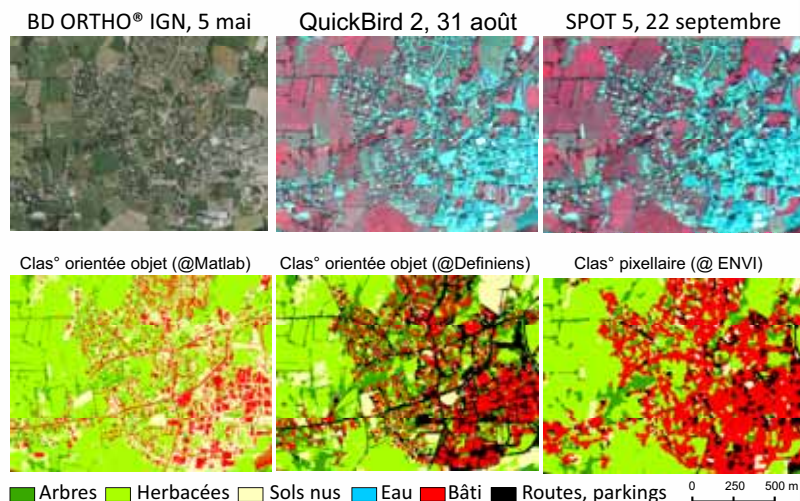 BD ORTHO® IGN, 5 mai
QuickBird 2, 31 août
SPOT 5, 22 septembre
Clas° orientée objet (@Matlab)
Clas° orientée objet (@Definiens)
Clas° pixellaire (@ ENVI)
Arbres Herbacées Sols nus Eau Bâti Routes, parkings
0 250 500 m